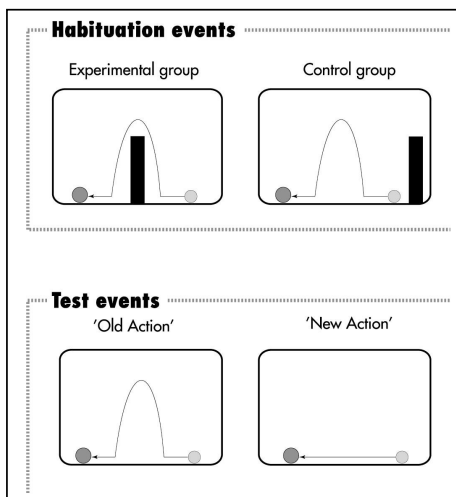 Habituation events
Experimental group
Control group
Test events
'Old Action'
'New Action'